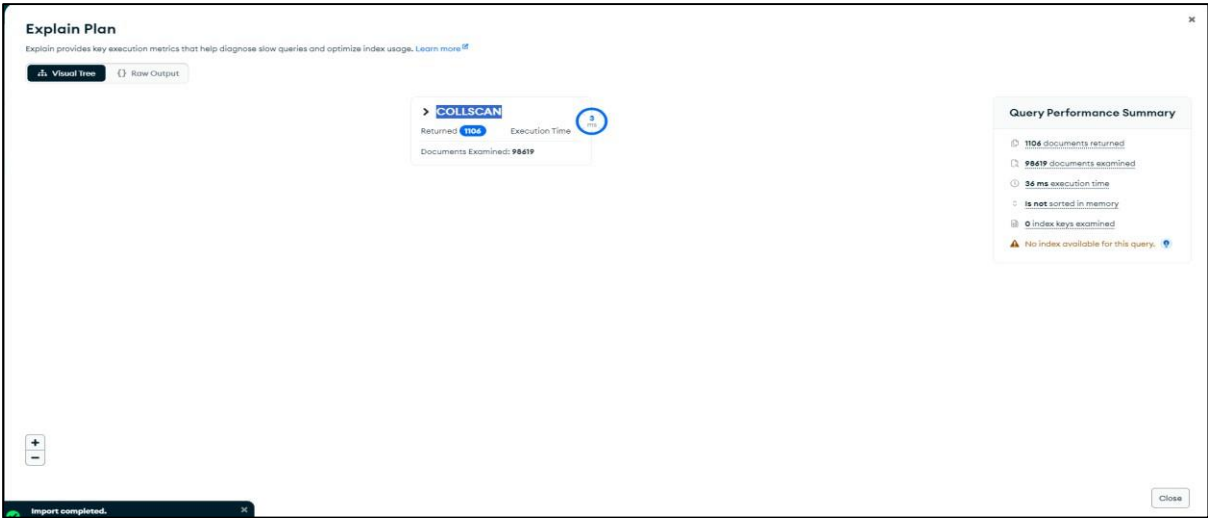 Explain Plan
Explain provides key execution metrics that help diagnose slow queries and optimize index usage. Learn more
Visual Tree {} Raw Output
COLLSCAN
Returned 1106 Execution Time 3 ms
Documents Examined: 98619
Query Performance Summary
1106 documents returned
98619 documents examined
36 ms execution time
Is not sorted in memory
0 index keys examined
No index available for this query.
Close
Import completed.